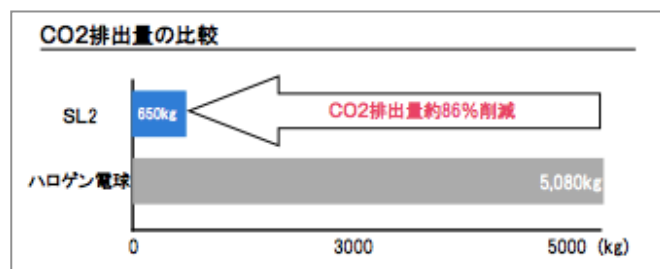 CO2排出量の比較
SL2
650kg
CO2排出量約86%削減
ハロゲン電球
5,080kg
0 3000 5000 (kg)